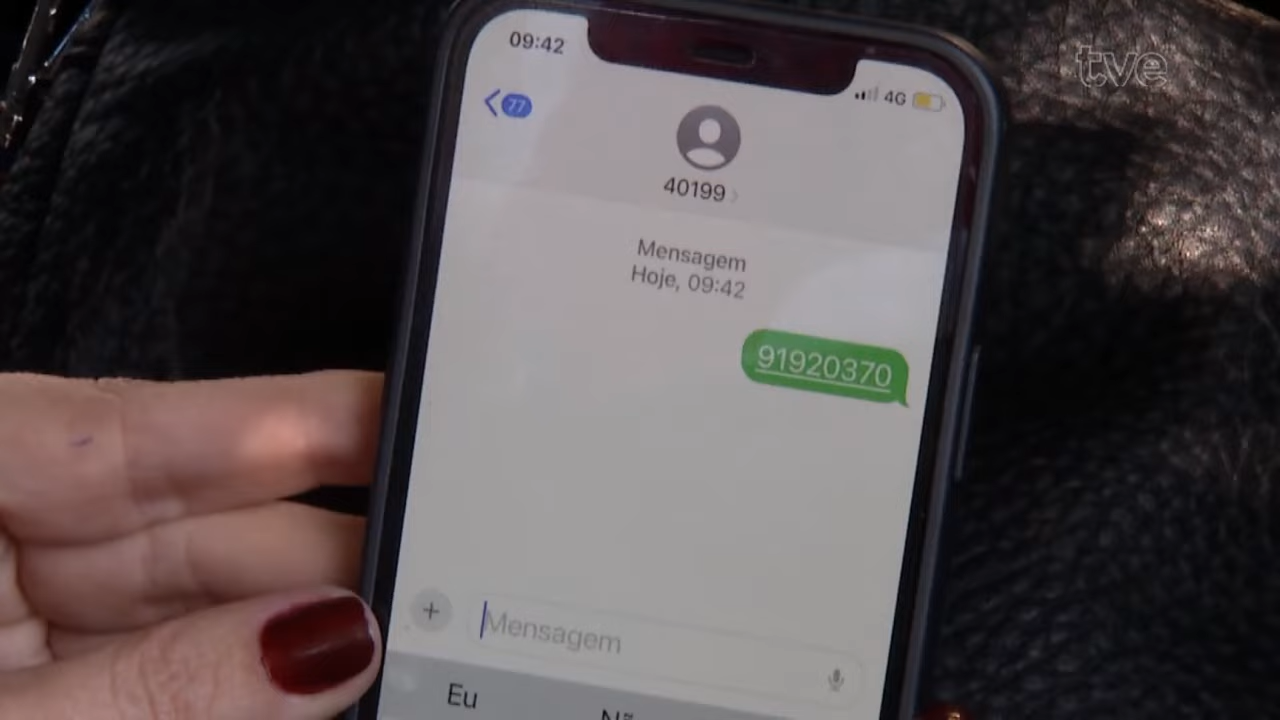 09:42
4G
tve
77
40199
Mensagem
Hoje, 09:42
91920370
Mensagem
Eu